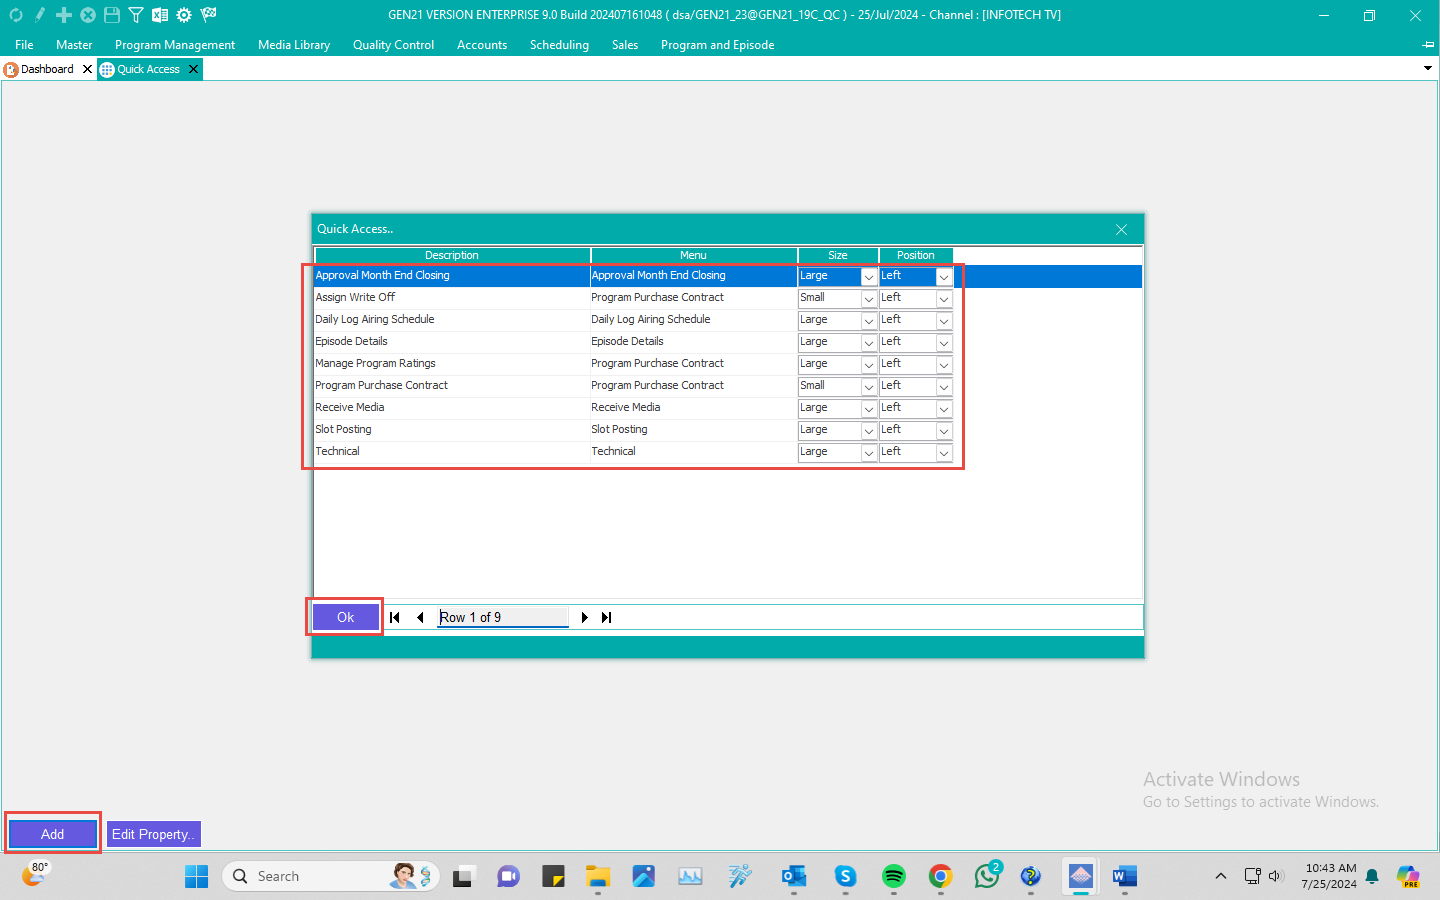 GEN21 VERSION ENTERPRISE 9.0 Build 202407161048 ( dsa/GEN21_23@GEN21_19C_QC ) - 25/Jul/2024 - Channel : [INFOTECH TV]
File Master Program Management Media Library Quality Control Accounts Scheduling Sales Program and Episode
Dashboard Quick Access
Quick Access..
Description Menu Size Position
Approval Month End Closing Approval Month End Closing Large Left
Assign Write Off Program Purchase Contract Small Left
Daily Log Airing Schedule Daily Log Airing Schedule Large Left
Episode Details Episode Details Large Left
Manage Program Ratings Program Purchase Contract Large Left
Program Purchase Contract Program Purchase Contract Small Left
Receive Media Receive Media Large Left
Slot Posting Slot Posting Large Left
Technical Technical Large Left
Ok Row 1 of 9
Activate Windows
Go to Settings to activate Windows.
Add Edit Property..
80°
Search
2
10:43 AM
7/25/2024
PRE